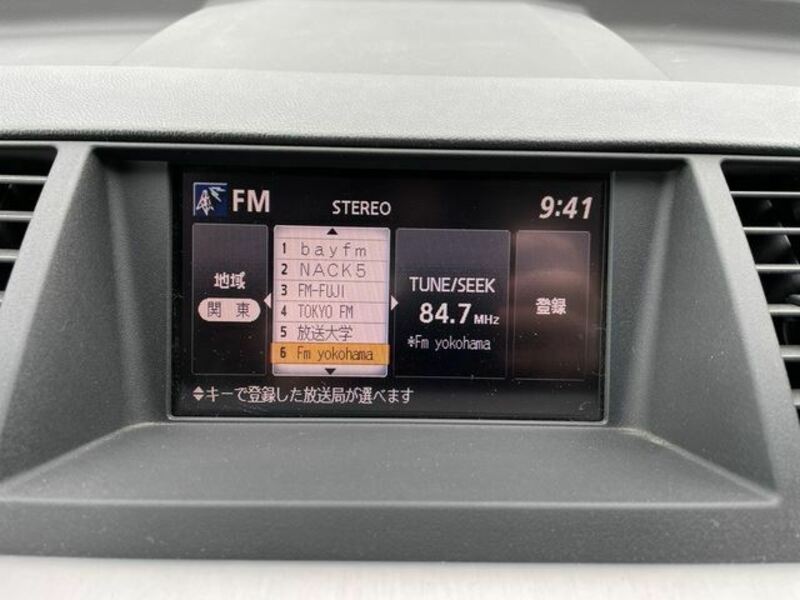 FM STEREO 9:41
地域
関東
1 bayfm
2 NACK5
3 FM-FUJI
4 TOKYO FM
5 放送大学
6 Fm yokohama
TUNE/SEEK
84.7 MHz
*Fm yokohama
登録
キーで登録した放送局が選べます